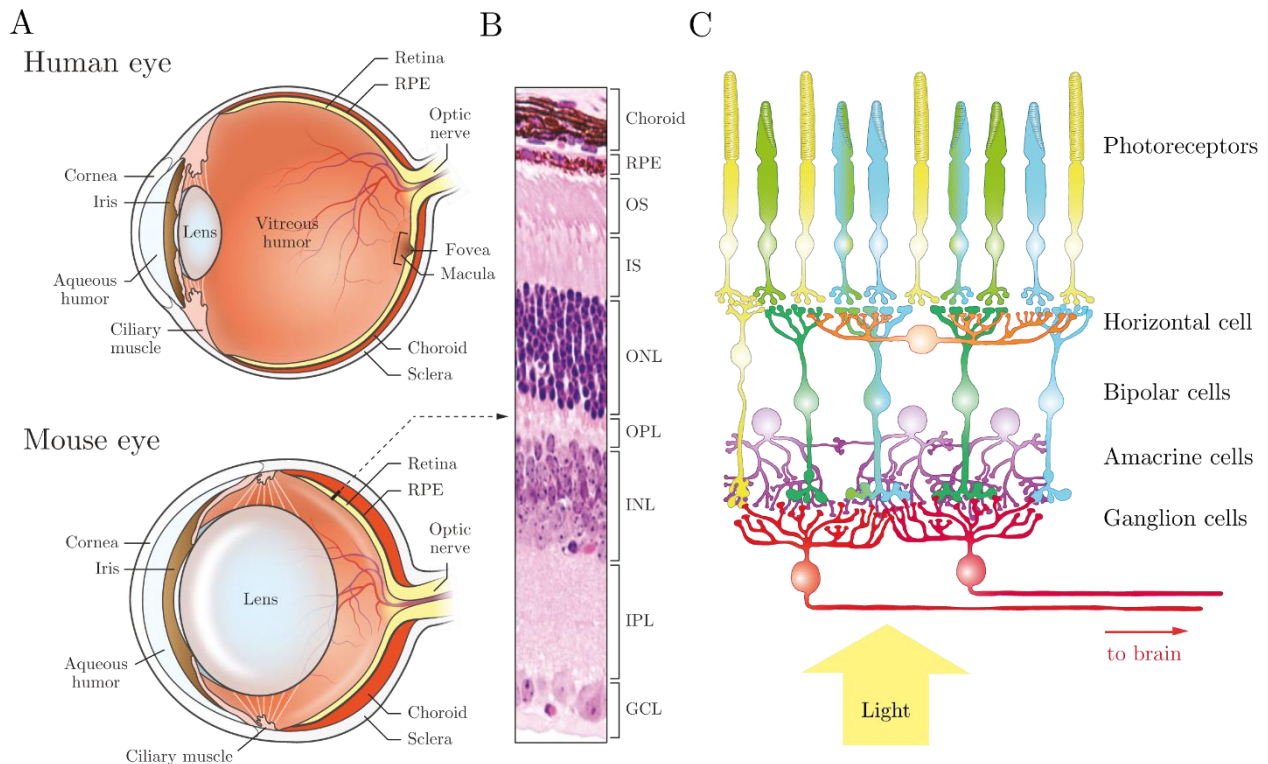 A
Human eye
Retina
RPE
Optic
nerve
Cornea
Iris
Lens
Vitreous
humor
Fovea
Macula
Aqueous
humor
Ciliary
muscle
Choroid
Sclera
Mouse eye
Retina
RPE
Optic
nerve
Cornea
Iris
Lens
Aqueous
humor
Choroid
Sclera
Ciliary muscle
B
Choroid
RPE
OS
IS
ONL
OPL
INL
IPL
GCL
C
Photoreceptors
Horizontal cell
Bipolar cells
Amacrine cells
Ganglion cells
to brain
Light